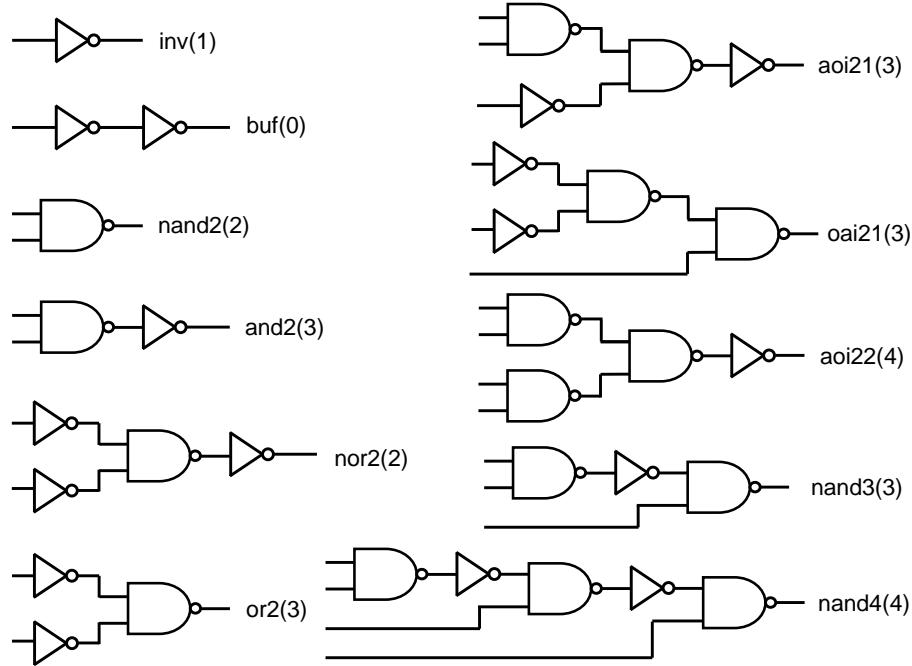 inv(1)
buf(0)
nand2(2)
and2(3)
nor2(2)
or2(3)
aoi21(3)
oai21(3)
aoi22(4)
nand3(3)
nand4(4)